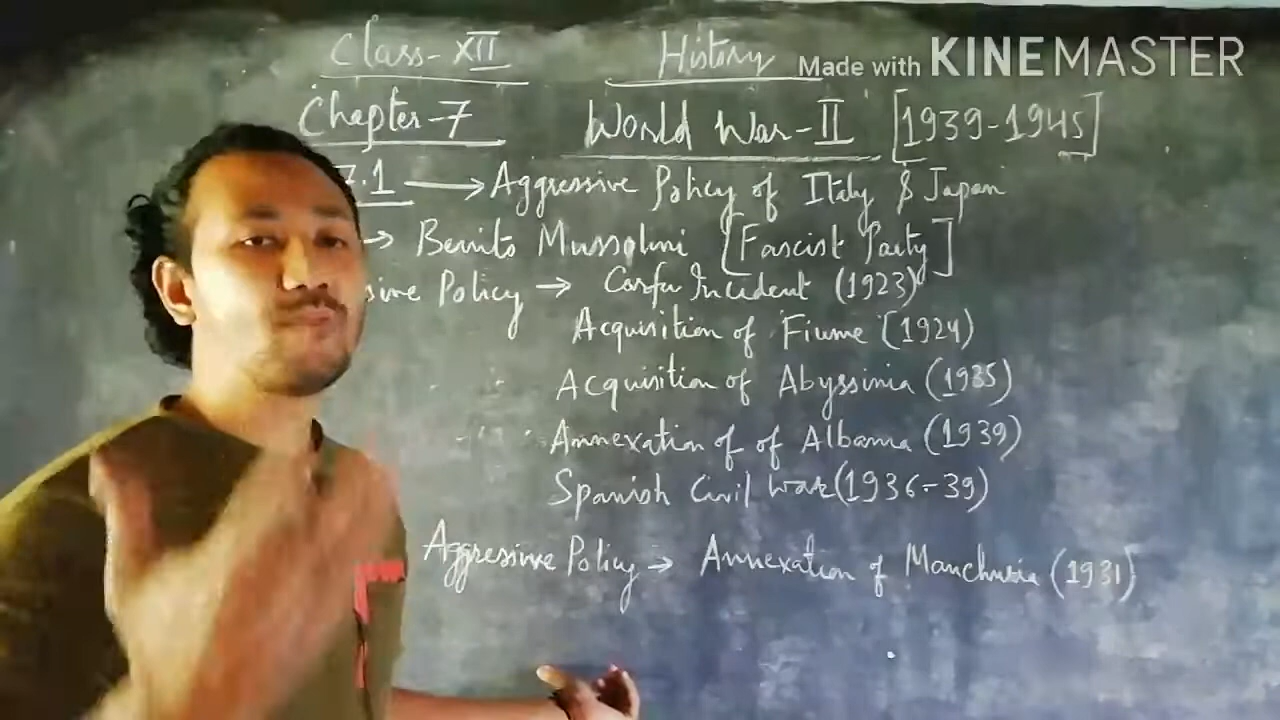 Class-XII History
Made with KINEMASTER
Chapter-7 World War-II [1939-1945]
7.1 → Aggressive Policy of Italy & Japan
→ Benito Mussolini [Fascist Party]
sive Policy → Corfu Incident (1923)
Acquisition of Fiume (1924)
Acquisition of Abyssinia (1935)
Annexation of of Albania (1939)
Spanish Civil War (1936-39)
Aggressive Policy → Annexation of Manchuria (1931)